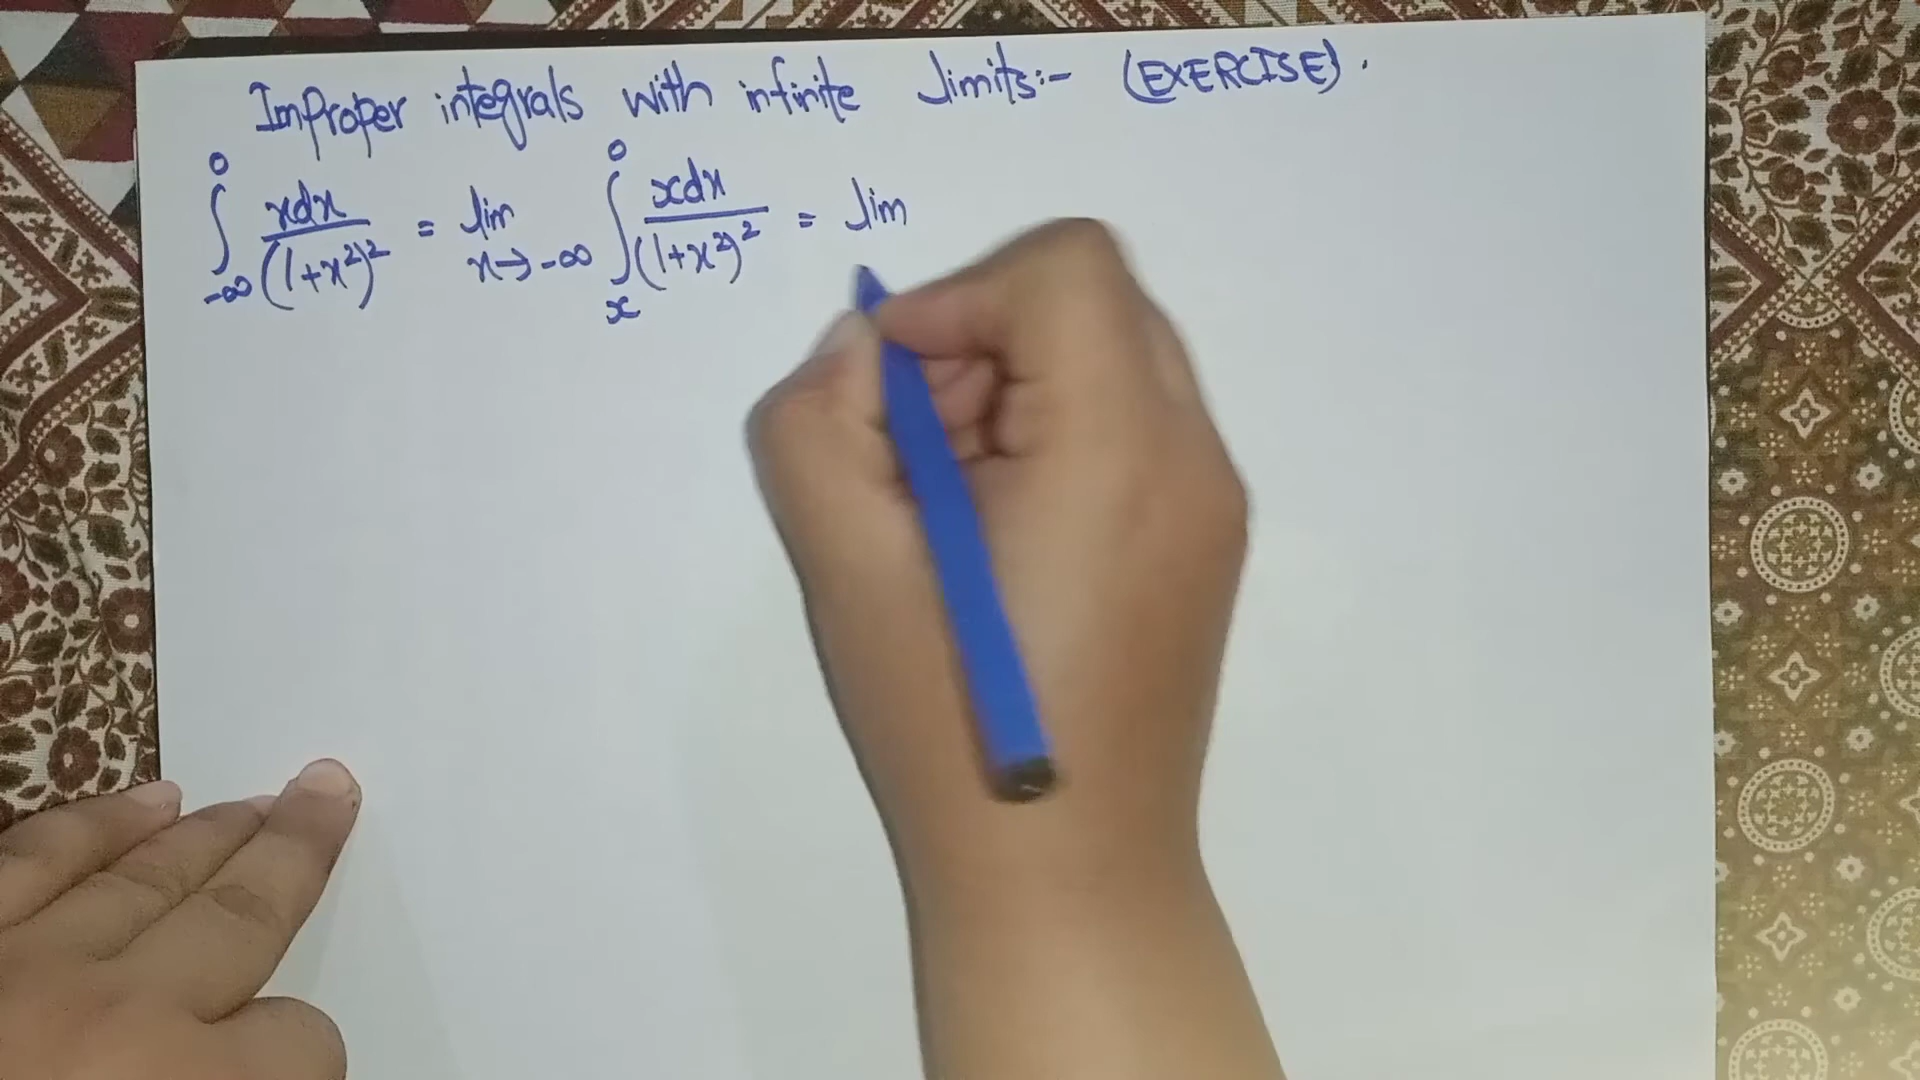 Improper integrals with infinite limits:- (EXERCISE).
∫_{-∞}^{0} xdx/(1+x²)² = lim_{x→-∞} ∫_{x}^{0} xdx/(1+x²)² = lim